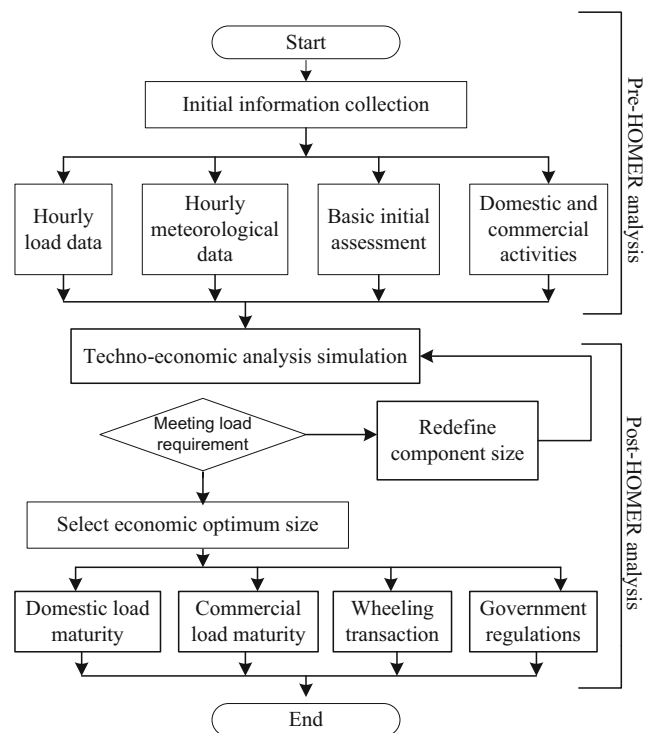 Start
Initial information collection
Hourly
load data
Hourly
meteorological
data
Basic initial
assessment
Domestic and
commercial
activities
Pre-HOMER analysis
Techno-economic analysis simulation
Meeting load
requirement
Redefine
component size
Select economic optimum size
Domestic load
maturity
Commercial
load maturity
Wheeling
transaction
Government
regulations
Post-HOMER analysis
End